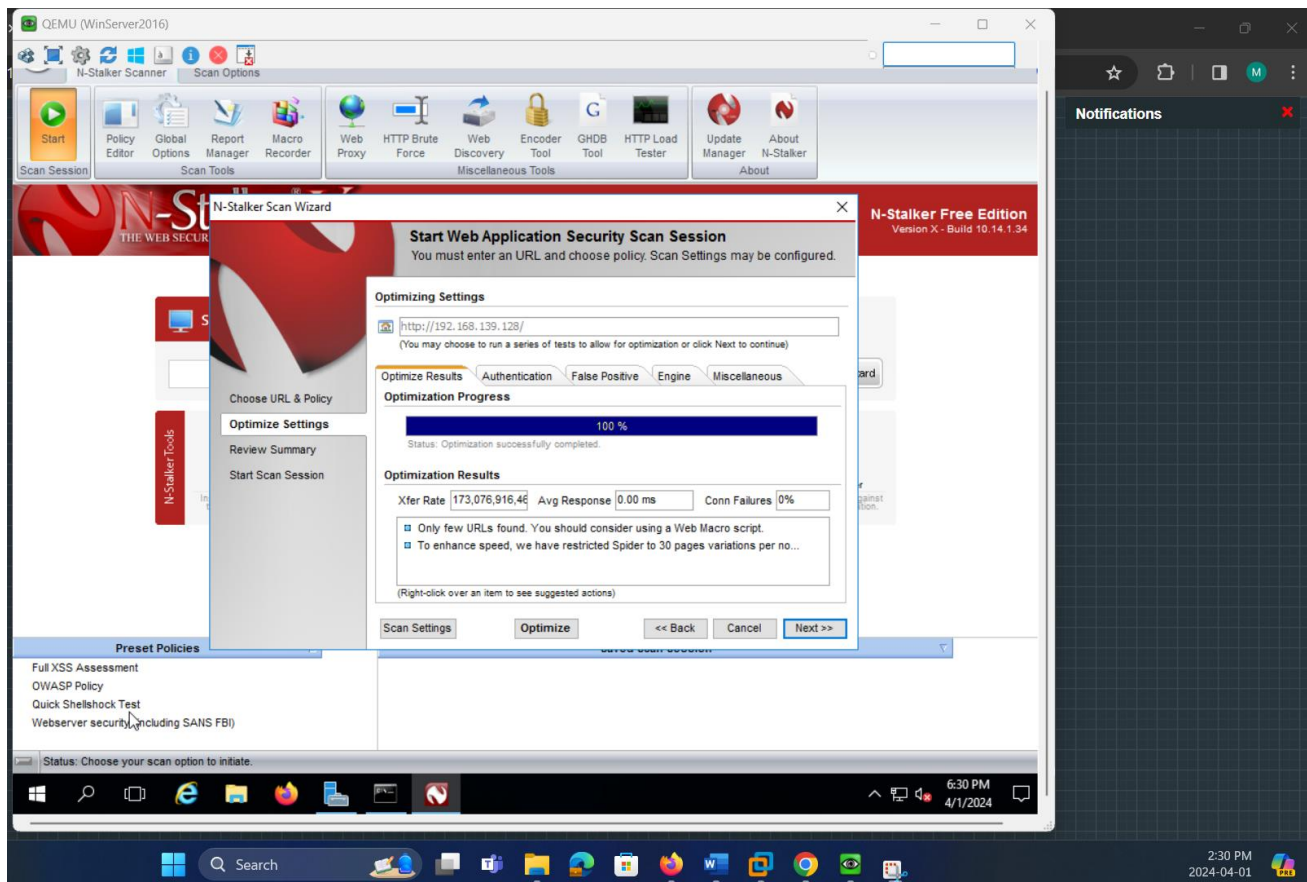 QEMU (WinServer2016)
N-Stalker Scanner Scan Options
Start
Policy Editor
Global Options
Report Manager
Macro Recorder
Web Proxy
HTTP Brute Force
Web Discovery
Encoder Tool
GHDB Tool
HTTP Load Tester
Update Manager
About N-Stalker
Scan Session Scan Tools Miscellaneous Tools About
Notifications
N-St
THE WEB SECUR
N-Stalker Free Edition
Version X - Build 10.14.1.34
N-Stalker Scan Wizard
Start Web Application Security Scan Session
You must enter an URL and choose policy. Scan Settings may be configured.
Choose URL & Policy
Optimize Settings
Review Summary
Start Scan Session
Optimizing Settings
http://192.168.139.128/
(You may choose to run a series of tests to allow for optimization or click Next to continue)
Optimize Results Authentication False Positive Engine Miscellaneous
Optimization Progress
100 %
Status: Optimization successfully completed.
Optimization Results
Xfer Rate 173,076,916,46 Avg Response 0.00 ms Conn Failures 0%
Only few URLs found. You should consider using a Web Macro script.
To enhance speed, we have restricted Spider to 30 pages variations per no...
(Right-click over an item to see suggested actions)
Scan Settings Optimize << Back Cancel Next >>
N-Stalker Tools
Preset Policies
Full XSS Assessment
OWASP Policy
Quick Shellshock Test
Webserver security including SANS FBI)
Status: Choose your scan option to initiate.
6:30 PM
4/1/2024
Search
2:30 PM
2024-04-01